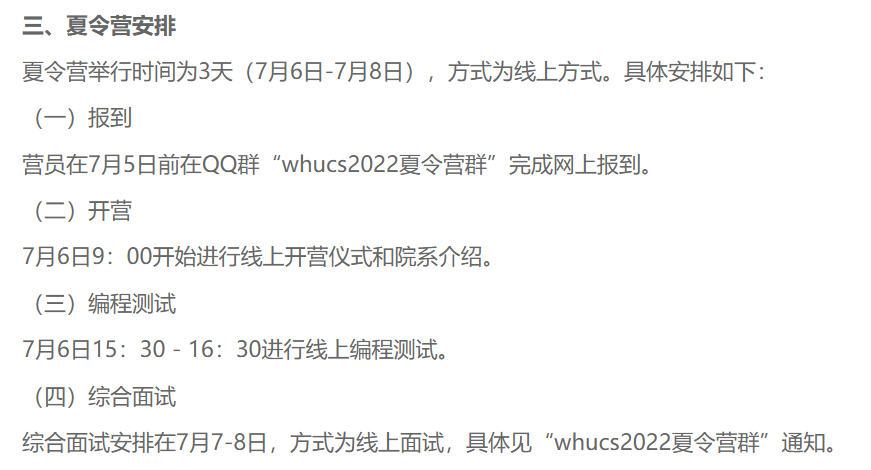 三、夏令营安排
夏令营举行时间为3天（7月6日-7月8日），方式为线上方式。具体安排如下：
（一）报到
营员在7月5日前在QQ群“whucs2022夏令营群”完成网上报到。
（二）开营
7月6日9：00开始进行线上开营仪式和院系介绍。
（三）编程测试
7月6日15：30 - 16：30进行线上编程测试。
（四）综合面试
综合面试安排在7月7-8日，方式为线上面试，具体见“whucs2022夏令营群”通知。